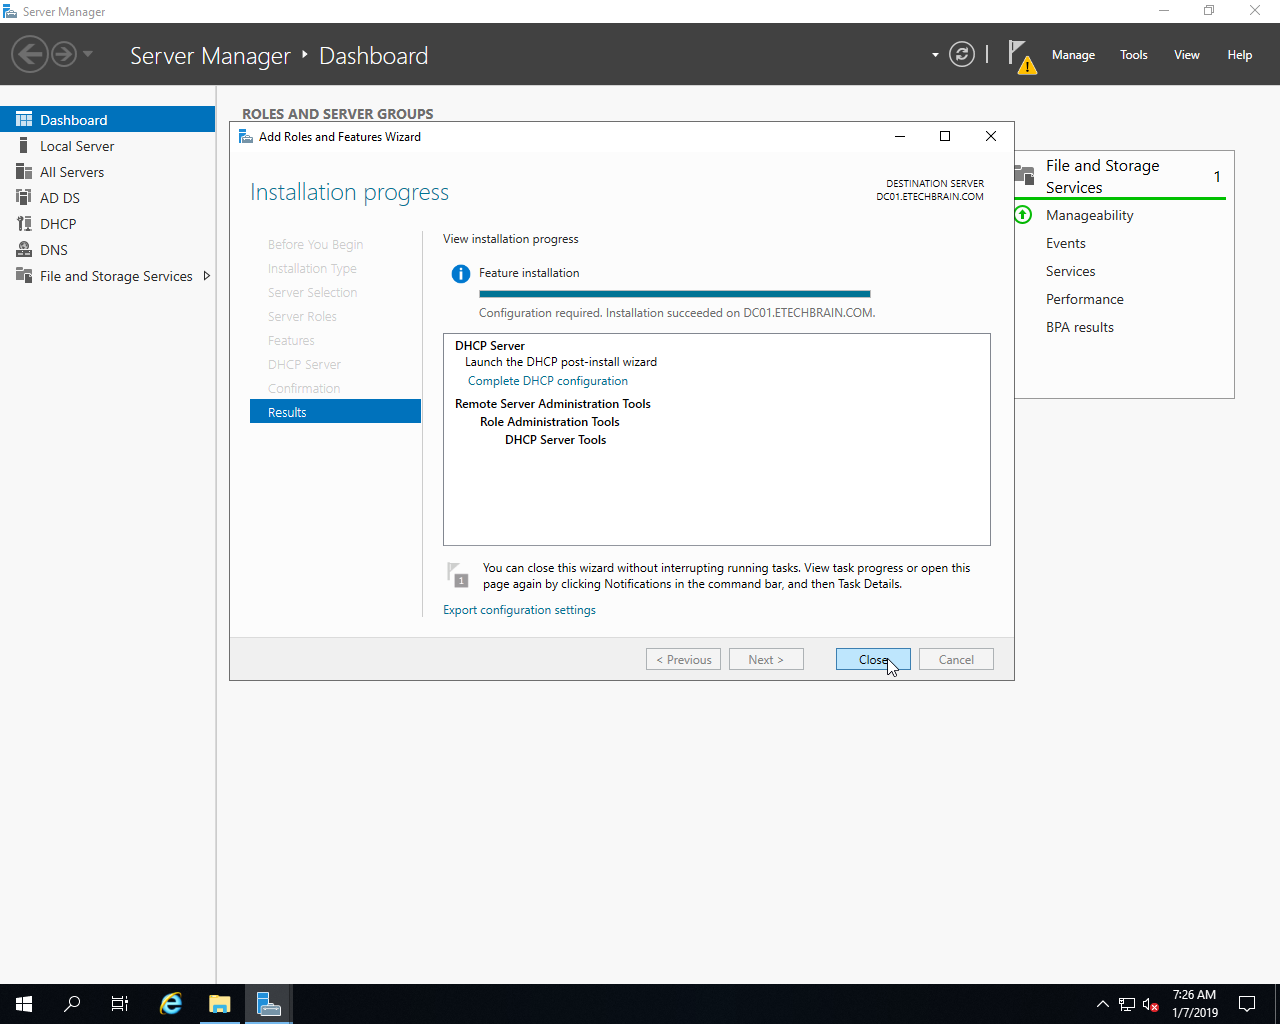 Server Manager
Server Manager ‣ Dashboard
Manage
Tools
View
Help
Dashboard
Local Server
All Servers
AD DS
DHCP
DNS
File and Storage Services
ROLES AND SERVER GROUPS
Add Roles and Features Wizard
Installation progress
DESTINATION SERVER
DC01.ETECHBRAIN.COM
Before You Begin
Installation Type
Server Selection
Server Roles
Features
DHCP Server
Confirmation
Results
View installation progress
Feature installation
Configuration required. Installation succeeded on DC01.ETECHBRAIN.COM.
DHCP Server
Launch the DHCP post-install wizard
Complete DHCP configuration
Remote Server Administration Tools
Role Administration Tools
DHCP Server Tools
1
You can close this wizard without interrupting running tasks. View task progress or open this
page again by clicking Notifications in the command bar, and then Task Details.
Export configuration settings
< Previous
Next >
Close
Cancel
File and Storage
Services
1
Manageability
Events
Services
Performance
BPA results
7:26 AM
1/7/2019